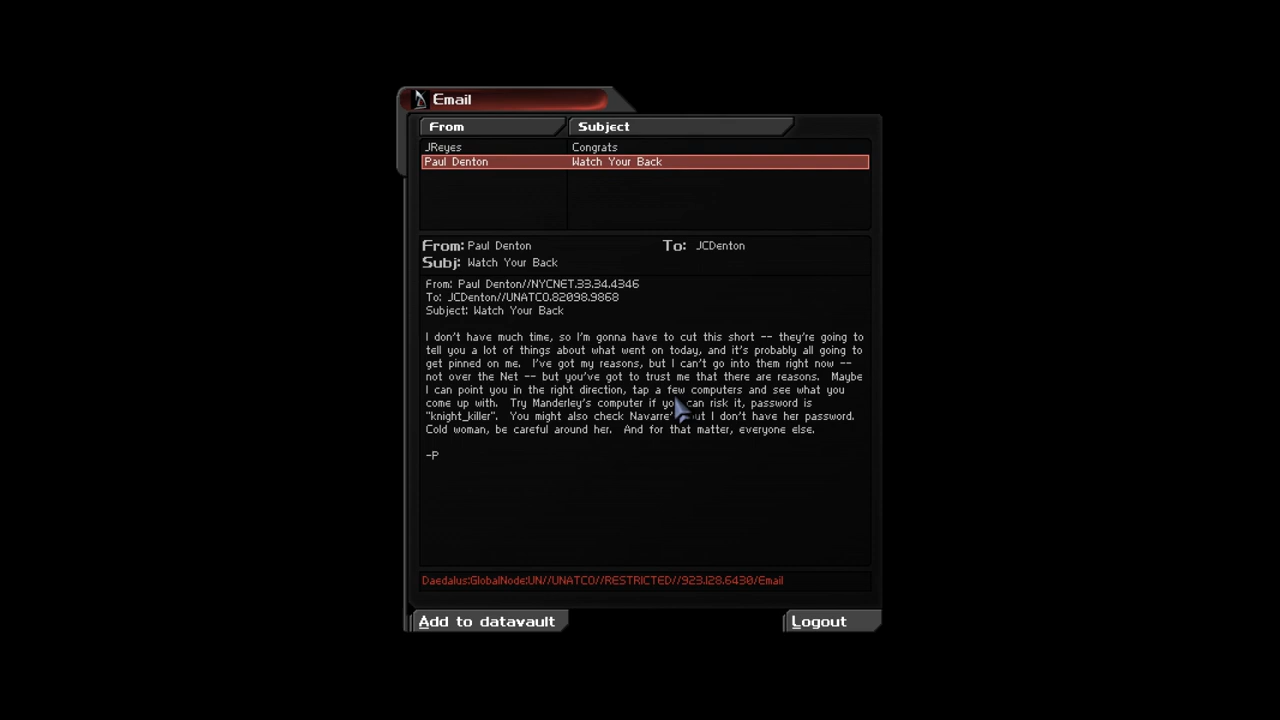 Email
From Subject
JReyes Congrats
Paul Denton Watch Your Back
From: Paul Denton To: JCDenton
Subj: Watch Your Back
From: Paul Denton//NYCNET.33.34.4346
To: JCDenton//UNATCO.82098.9868
Subject: Watch Your Back
I don't have much time, so I'm gonna have to cut this short -- they're going to
tell you a lot of things about what went on today, and it's probably all going to
get pinned on me. I've got my reasons, but I can't go into them right now --
not over the Net -- but you've got to trust me that there are reasons. Maybe
I can point you in the right direction, tap a few computers and see what you
come up with. Try Manderley's computer if can risk it, password is
"knight_killer". You might also check I don't have her password.
Cold woman, be careful around her. And for that matter, everyone else.
-P
Daedalus:GlobalNode:UN//UNATCO//RESTRICTED//923.128.6430/Email
Add to datavault Logout